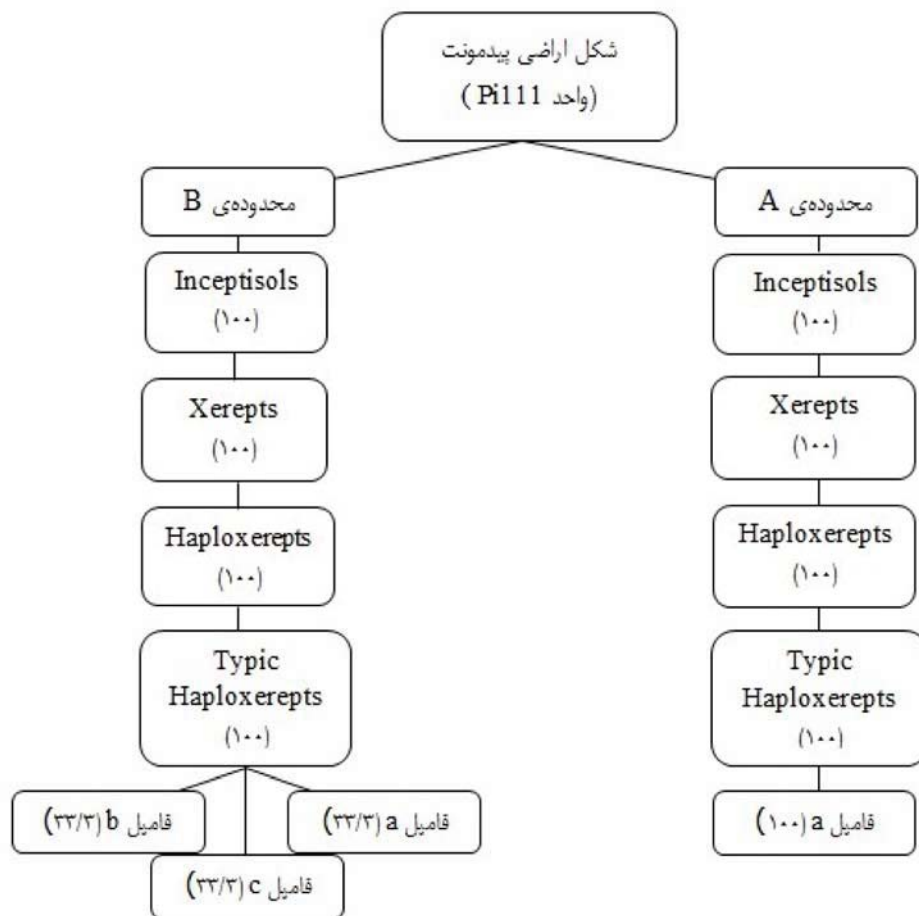 شکل اراضی پیدمونت
(واحد Pi111 )
محدوده‌ی A
Inceptisols
(۱۰۰)
Xerepts
(۱۰۰)
Haploxerepts
(۱۰۰)
Typic
Haploxerepts
(۱۰۰)
فامیل a (۱۰۰)
محدوده‌ی B
Inceptisols
(۱۰۰)
Xerepts
(۱۰۰)
Haploxerepts
(۱۰۰)
Typic
Haploxerepts
(۱۰۰)
فامیل a (۳۳/۳)
فامیل b (۳۳/۳)
فامیل c (۳۳/۳)